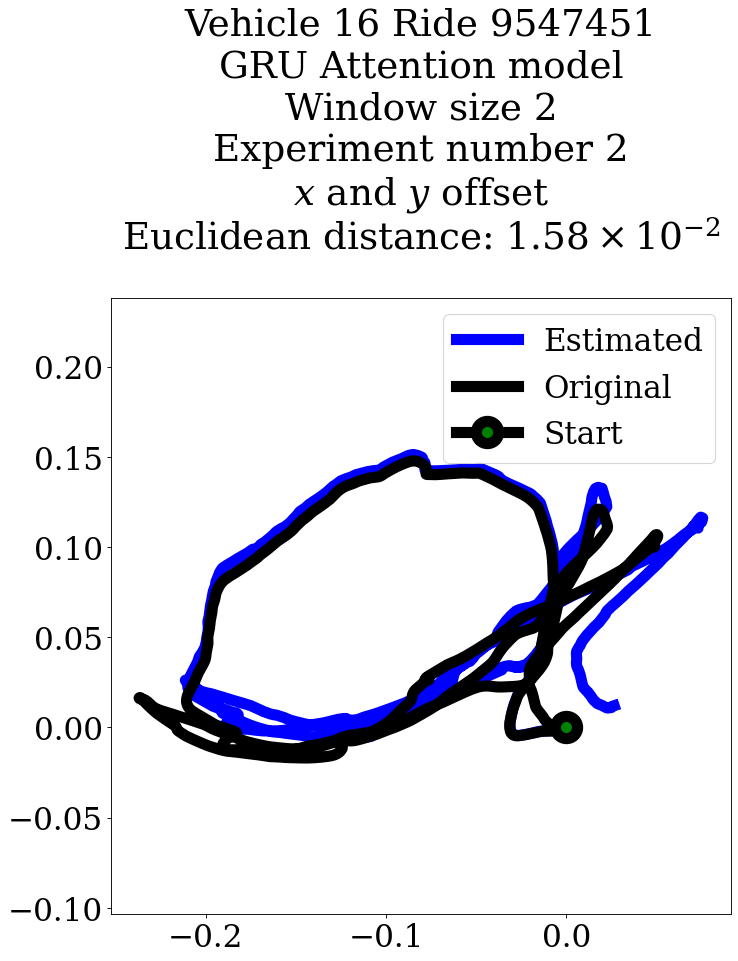 Vehicle 16 Ride 9547451
GRU Attention model
Window size 2
Experiment number 2
x and y offset
Euclidean distance: 1.58 × 10⁻²
Estimated
Original
Start
0.20
0.15
0.10
0.05
0.00
−0.05
−0.10
−0.2
−0.1
0.0